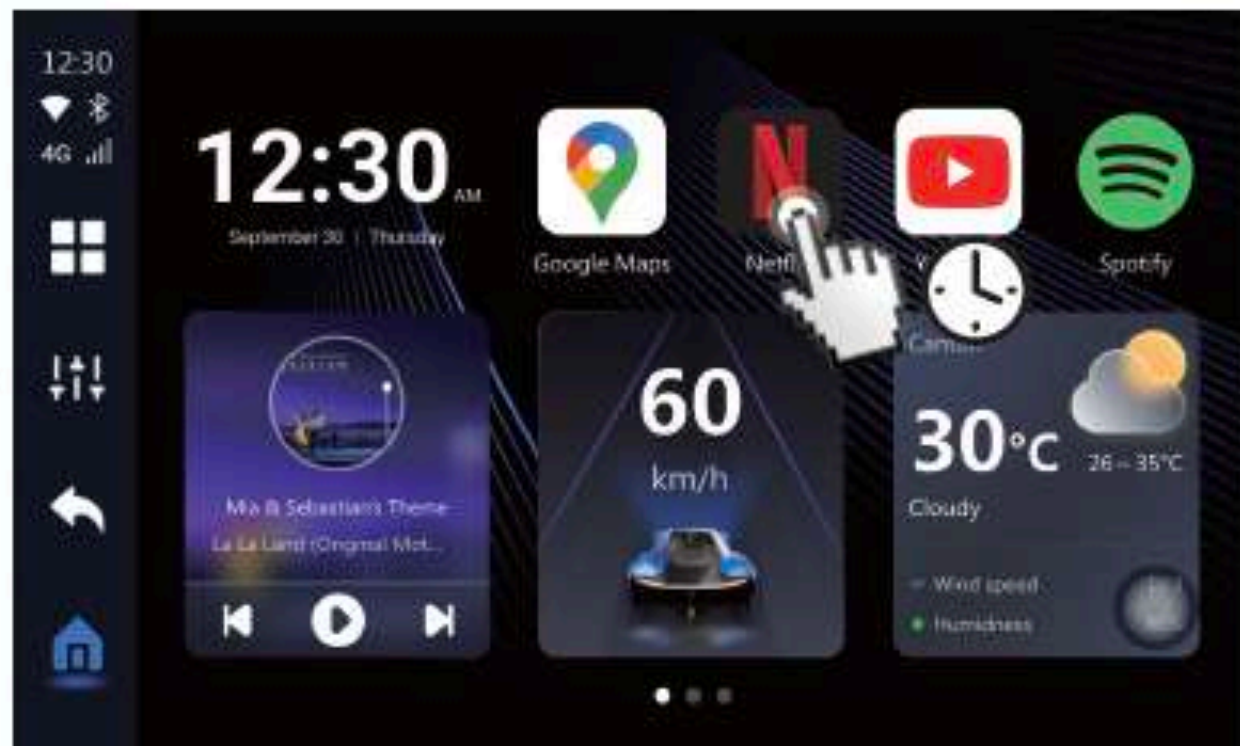 12:30
4G
12:30 AM
September 30 | Thursday
Google Maps
Spotify
60
km/h
30°C
26~35°C
Cloudy
Wind speed
Humidness
Mia & Sebastian's Theme
La La Land (Original Mot...